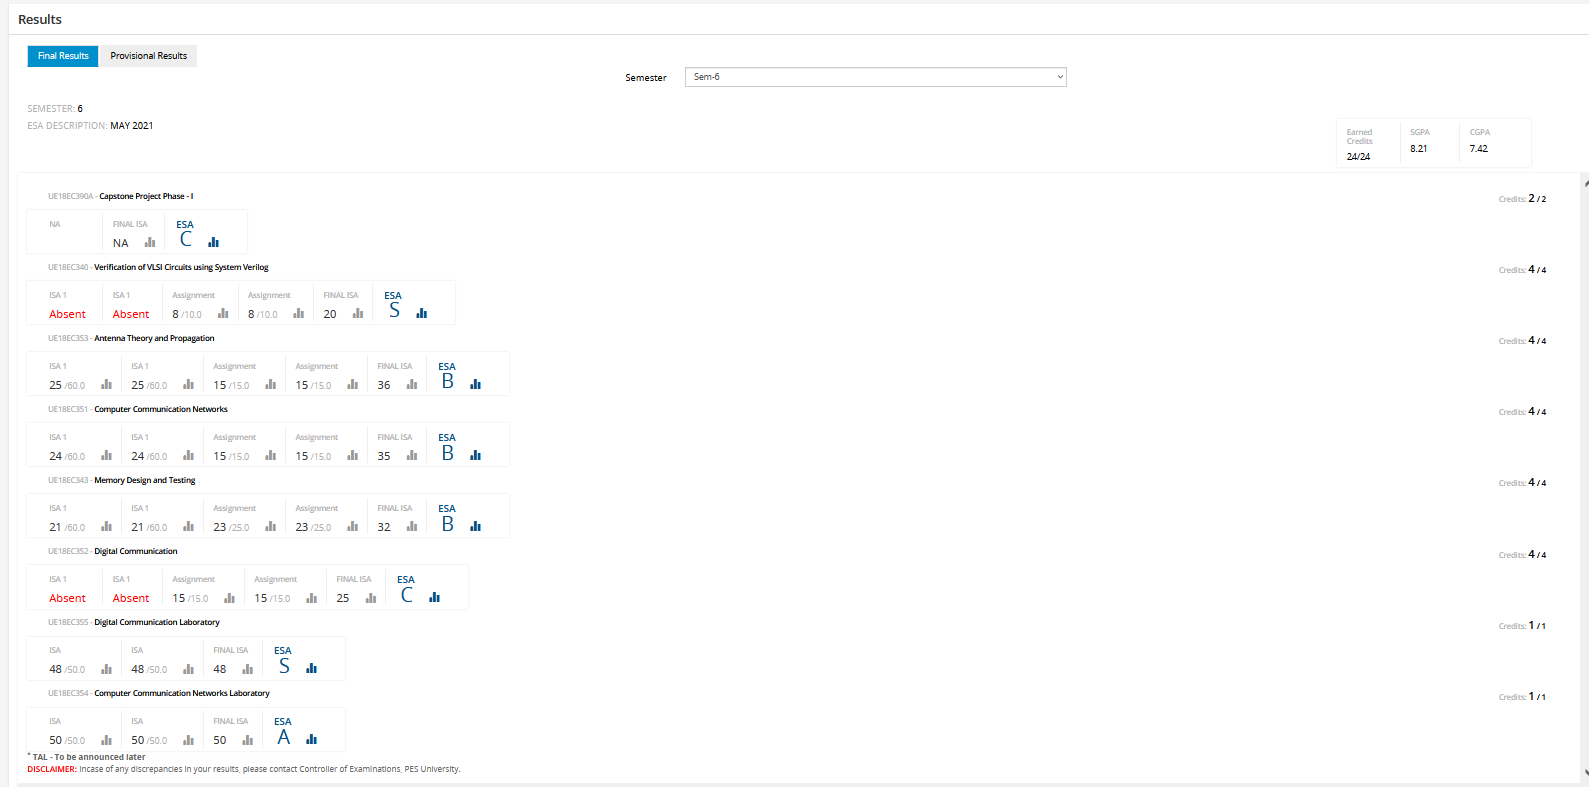 Results
Final Results Provisional Results
Semester Sem-6
SEMESTER: 6
ESA DESCRIPTION: MAY 2021
Earned Credits 24/24 SGPA 8.21 CGPA 7.42
UE18EC390A - Capstone Project Phase - I Credits: 2 / 2
NA FINAL ISA ESA
NA C
UE18EC340 - Verification of VLSI Circuits using System Verilog Credits: 4 / 4
ISA 1 ISA 1 Assignment Assignment FINAL ISA ESA
Absent Absent 8 /10.0 8 /10.0 20 S
UE18EC353 - Antenna Theory and Propagation Credits: 4 / 4
ISA 1 ISA 1 Assignment Assignment FINAL ISA ESA
25 /60.0 25 /60.0 15 /15.0 15 /15.0 36 B
UE18EC351 - Computer Communication Networks Credits: 4 / 4
ISA 1 ISA 1 Assignment Assignment FINAL ISA ESA
24 /60.0 24 /60.0 15 /15.0 15 /15.0 35 B
UE18EC343 - Memory Design and Testing Credits: 4 / 4
ISA 1 ISA 1 Assignment Assignment FINAL ISA ESA
21 /60.0 21 /60.0 23 /25.0 23 /25.0 32 B
UE18EC352 - Digital Communication Credits: 4 / 4
ISA 1 ISA 1 Assignment Assignment FINAL ISA ESA
Absent Absent 15 /15.0 15 /15.0 25 C
UE18EC355 - Digital Communication Laboratory Credits: 1 / 1
ISA ISA FINAL ISA ESA
48 /50.0 48 /50.0 48 S
UE18EC354 - Computer Communication Networks Laboratory Credits: 1 / 1
ISA ISA FINAL ISA ESA
50 /50.0 50 /50.0 50 A
* TAL - To be announced later
DISCLAIMER: Incase of any discrepancies in your results, please contact Controller of Examinations, PES University.